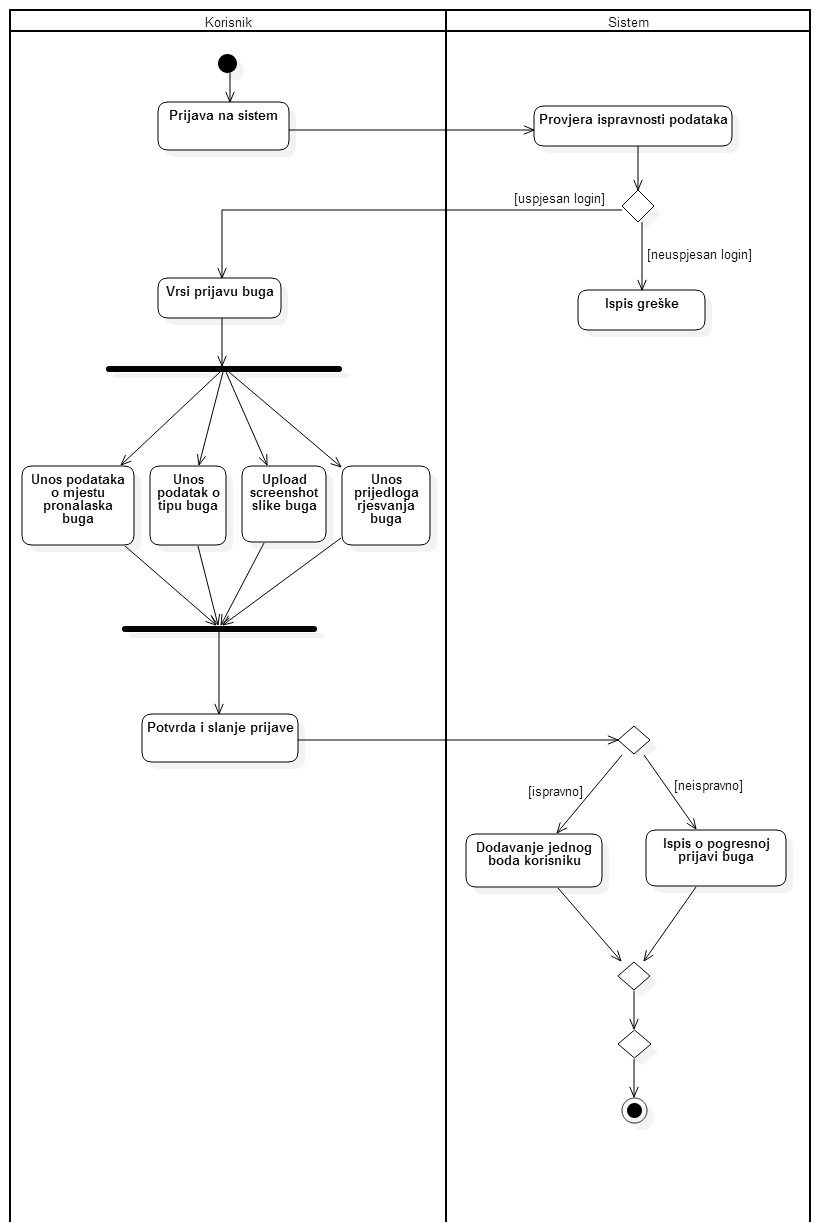 Korisnik
Sistem
Prijava na sistem
Provjera ispravnosti podataka
[uspjesan login]
[neuspjesan login]
Vrsi prijavu buga
Ispis greške
Unos podataka
o mjestu
pronalaska
buga
Unos
podatak o
tipu buga
Upload
screenshot
slike buga
Unos
prijedloga
rjesvanja
buga
Potvrda i slanje prijave
[ispravno]
[neispravno]
Dodavanje jednog
boda korisniku
Ispis o pogresnoj
prijavi buga